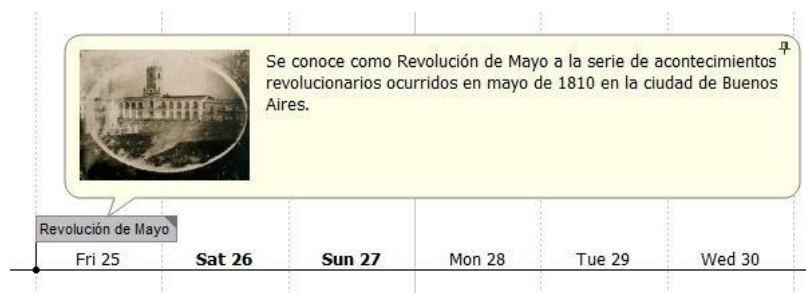 Se conoce como Revolución de Mayo a la serie de acontecimientos
revolucionarios ocurridos en mayo de 1810 en la ciudad de Buenos
Aires.
Revolución de Mayo
Fri 25 Sat 26 Sun 27 Mon 28 Tue 29 Wed 30